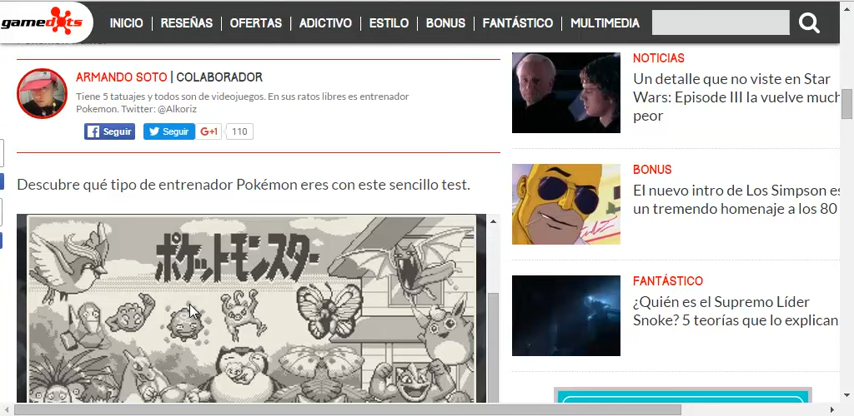 gamedots
INICIO
RESEÑAS
OFERTAS
ADICTIVO
ESTILO
BONUS
FANTÁSTICO
MULTIMEDIA
ARMANDO SOTO | COLABORADOR
Tiene 5 tatuajes y todos son de videojuegos. En sus ratos libres es entrenador
Pokemon. Twitter: @Alkoriz
Seguir
Seguir
G+1
110
Descubre qué tipo de entrenador Pokémon eres con este sencillo test.
ポケットモンスター
NOTICIAS
Un detalle que no viste en Star
Wars: Episode III la vuelve much
peor
BONUS
El nuevo intro de Los Simpson es
un tremendo homenaje a los 80
FANTÁSTICO
¿Quién es el Supremo Líder
Snoke? 5 teorías que lo explican